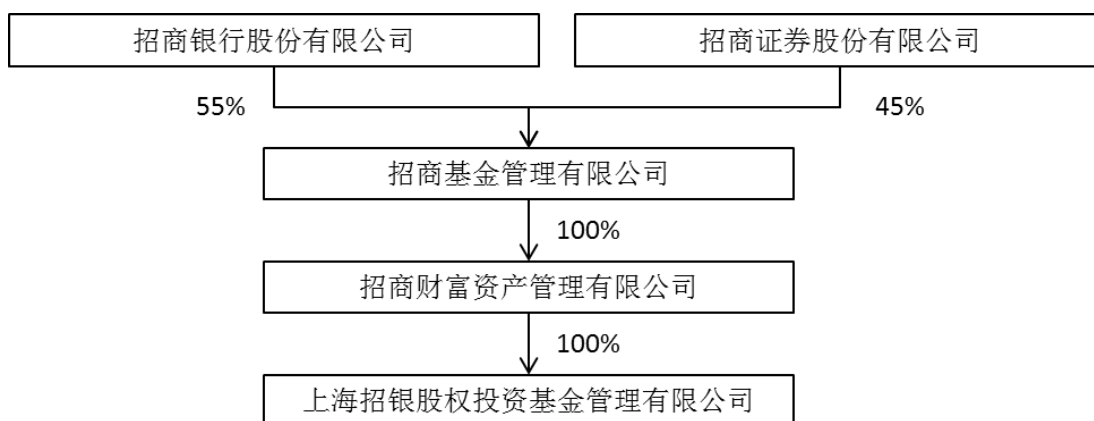 招商银行股份有限公司
招商证券股份有限公司
55%
45%
招商基金管理有限公司
100%
招商财富资产管理有限公司
100%
上海招银股权投资基金管理有限公司